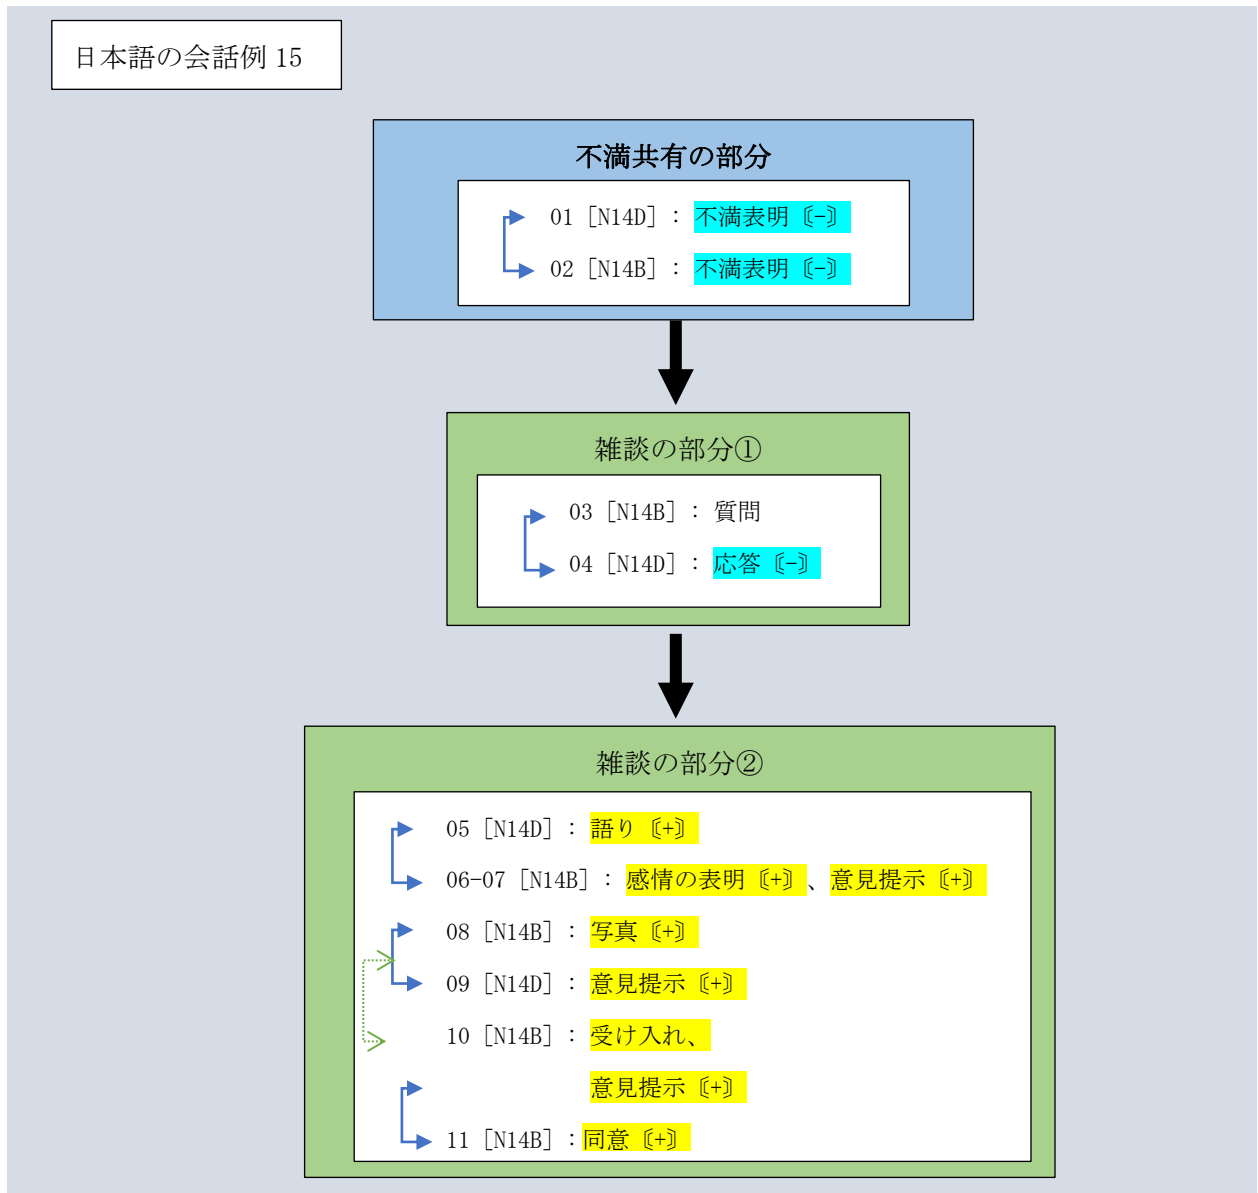 日本語の会話例 15
不満共有の部分
01［N14D］：不満表明〔-〕
02［N14B］：不満表明〔-〕
雑談の部分①
03［N14B］：質問
04［N14D］：応答〔-〕
雑談の部分②
05［N14D］：語り〔+〕
06-07［N14B］：感情の表明〔+〕、意見提示〔+〕
08［N14B］：写真〔+〕
09［N14D］：意見提示〔+〕
10［N14B］：受け入れ、
意見提示〔+〕
11［N14B］：同意〔+〕